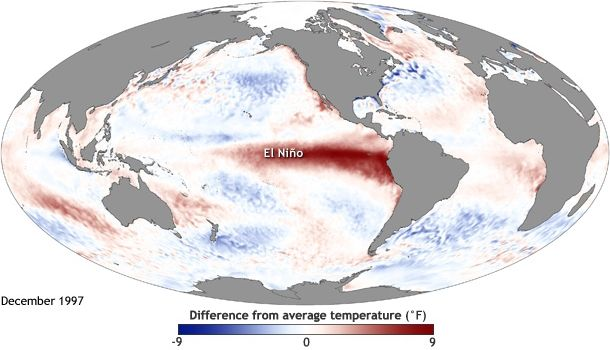 El Niño
December 1997
Difference from average temperature (˚F)
-9 0 9